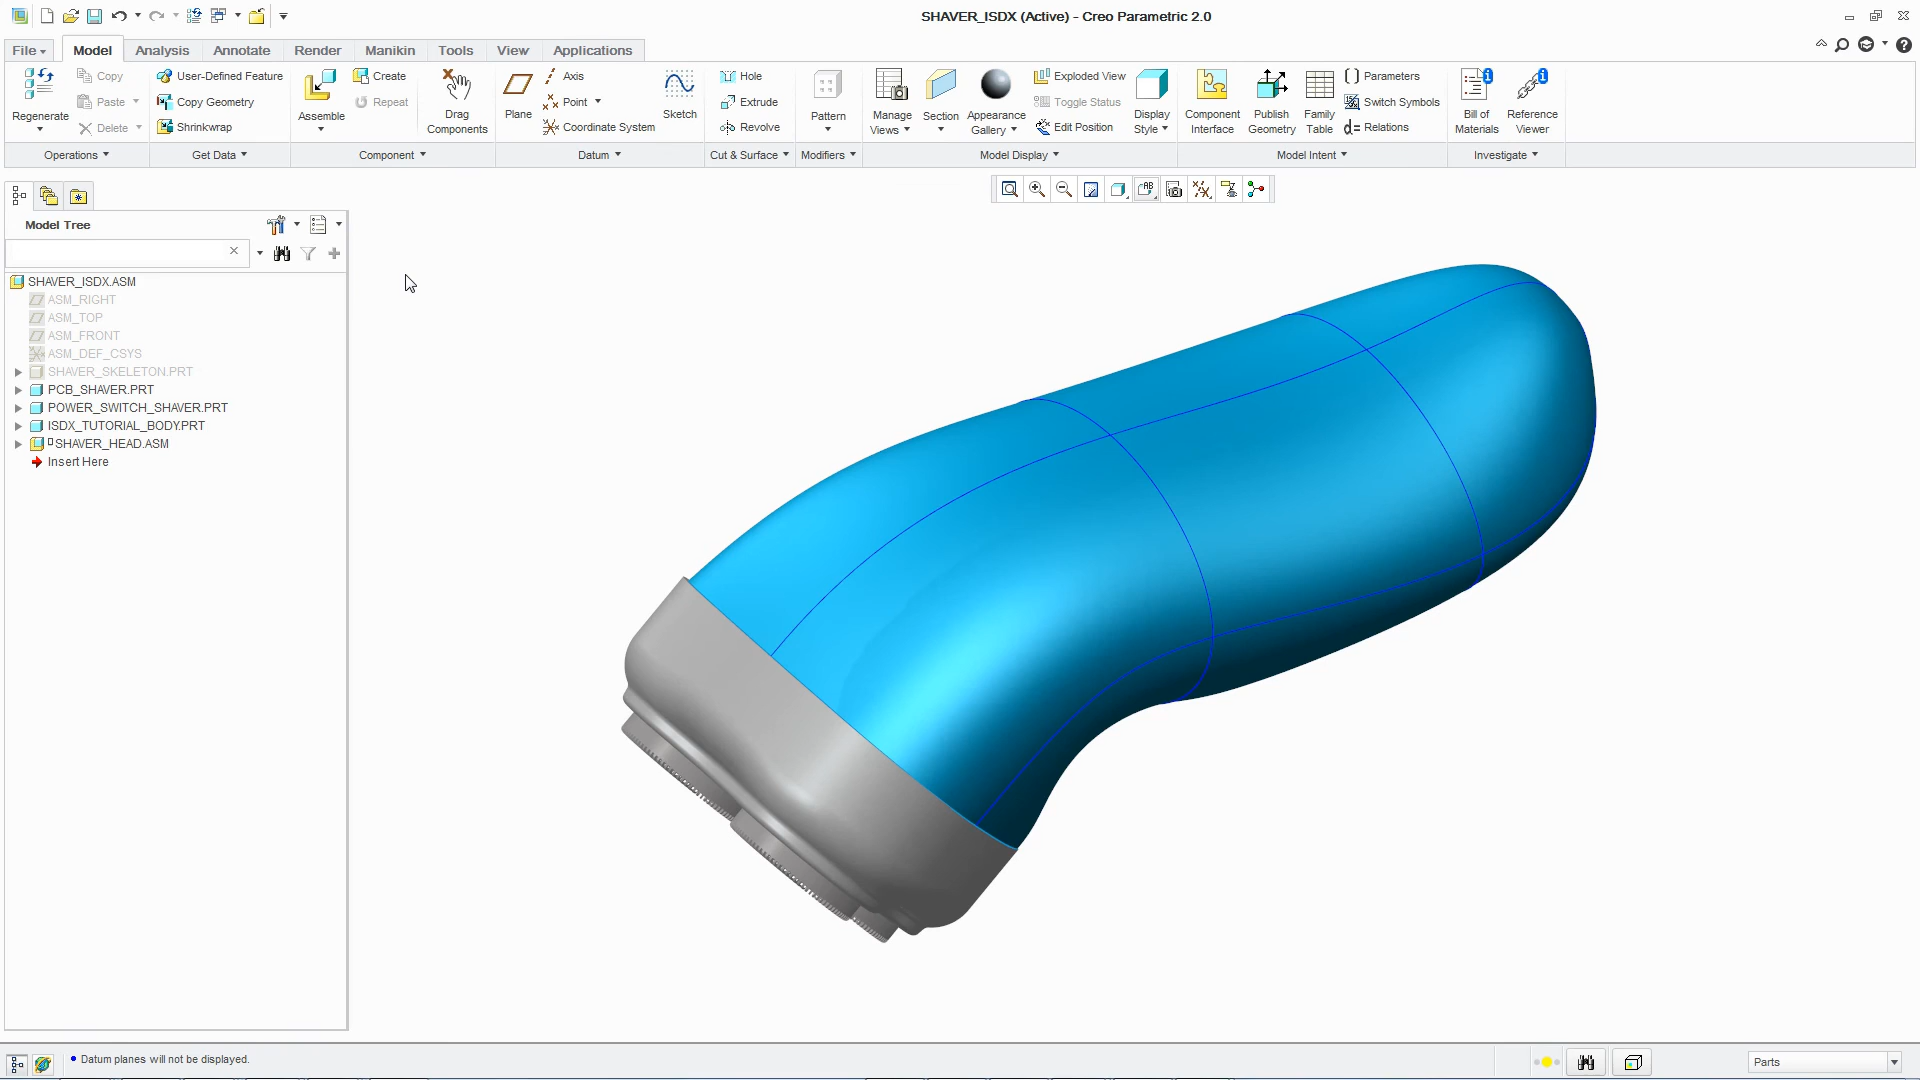 SHAVER_ISDX (Active) - Creo Parametric 2.0
File Model Analysis Annotate Render Manikin Tools View Applications
Regenerate
Copy
Paste
Delete
Operations
User-Defined Feature
Copy Geometry
Shrinkwrap
Get Data
Assemble
Create
Repeat
Drag
Components
Component
Plane
Axis
Point
Coordinate System
Sketch
Datum
Hole
Extrude
Revolve
Cut & Surface
Pattern
Modifiers
Manage
Views
Section
Appearance
Gallery
Exploded View
Toggle Status
Edit Position
Display
Style
Model Display
Component
Interface
Publish
Geometry
Family
Table
Parameters
Switch Symbols
d= Relations
Model Intent
Bill of
Materials
Reference
Viewer
Investigate
Model Tree
SHAVER_ISDX.ASM
ASM_RIGHT
ASM_TOP
ASM_FRONT
ASM_DEF_CSYS
SHAVER_SKELETON.PRT
PCB_SHAVER.PRT
POWER_SWITCH_SHAVER.PRT
ISDX_TUTORIAL_BODY.PRT
SHAVER_HEAD.ASM
Insert Here
Datum planes will not be displayed.
Parts